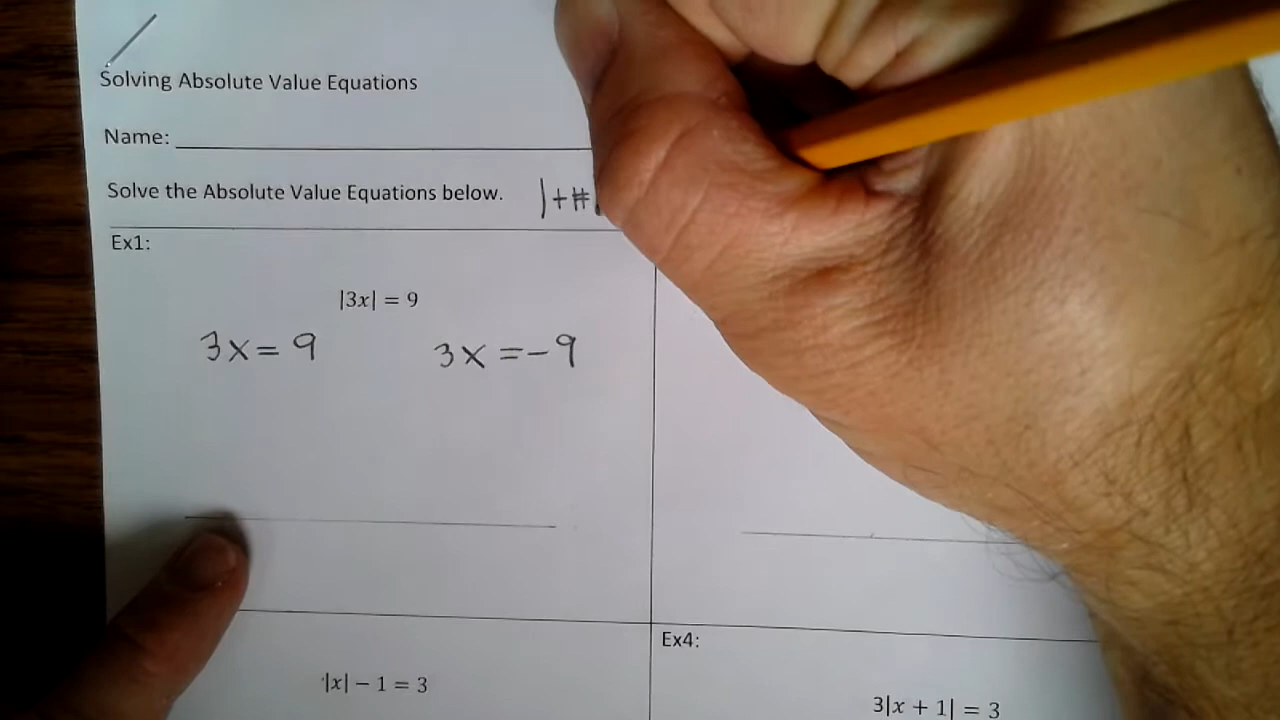 Solving Absolute Value Equations
Name:
Solve the Absolute Value Equations below. |+#|
Ex1:
|3x| = 9
3x = 9 3x = -9
|x| − 1 = 3
Ex4:
3|x + 1| = 3